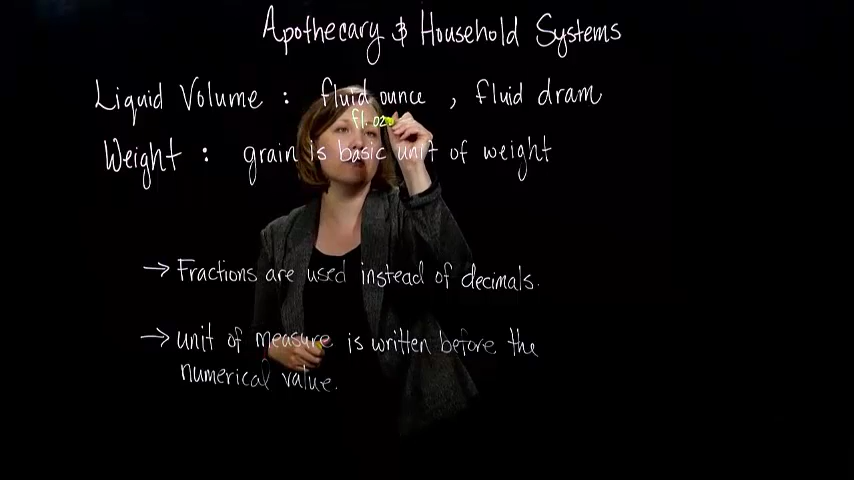 Apothecary & Household Systems
Liquid Volume : fluid ounce , fluid dram
fl. oz
Weight : grain is basic unit of weight
→ Fractions are used instead of decimals.
→ unit of measure is written before the
numerical value.